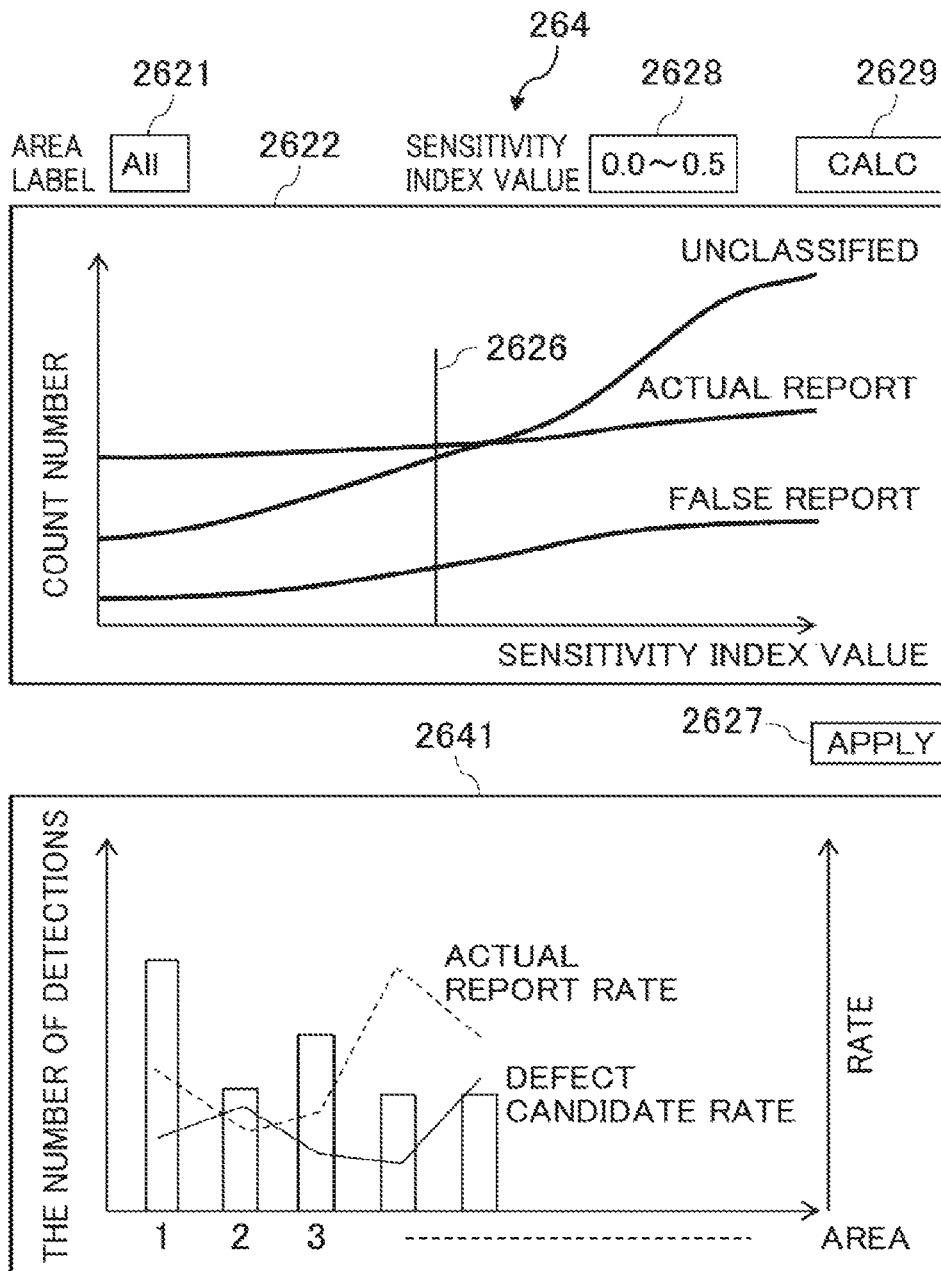 264
2621
2628
2629
AREA
LABEL
All
2622
SENSITIVITY
INDEX VALUE
0.0～0.5
CALC
UNCLASSIFIED
2626
ACTUAL REPORT
COUNT NUMBER
FALSE REPORT
SENSITIVITY INDEX VALUE
2641
2627
APPLY
THE NUMBER OF DETECTIONS
ACTUAL
REPORT RATE
RATE
DEFECT
CANDIDATE RATE
1
2
3
AREA